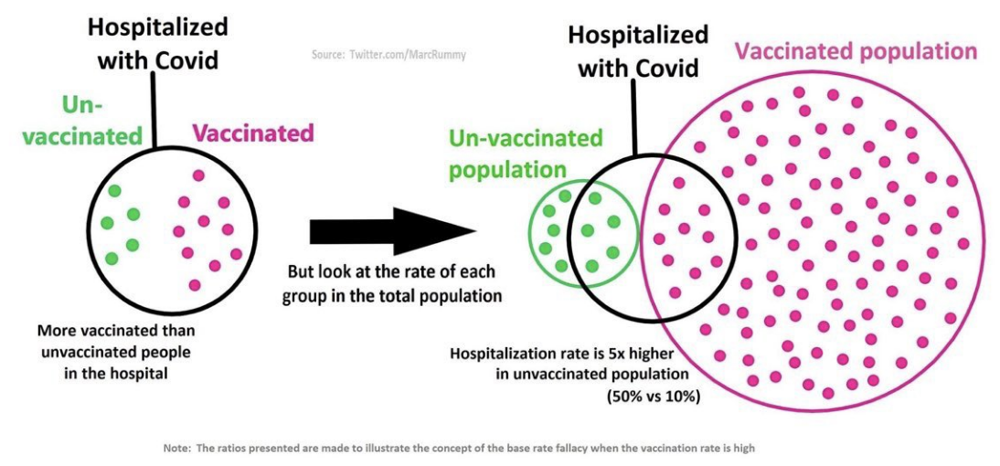 Hospitalized
with Covid
Source: Twitter.com/MarcRummy
Un-
vaccinated
Vaccinated
More vaccinated than
unvaccinated people
in the hospital
But look at the rate of each
group in the total population
Hospitalized
with Covid
Vaccinated population
Un-vaccinated
population
Hospitalization rate is 5x higher
in unvaccinated population
(50% vs 10%)
Note: The ratios presented are made to illustrate the concept of the base rate fallacy when the vaccination rate is high